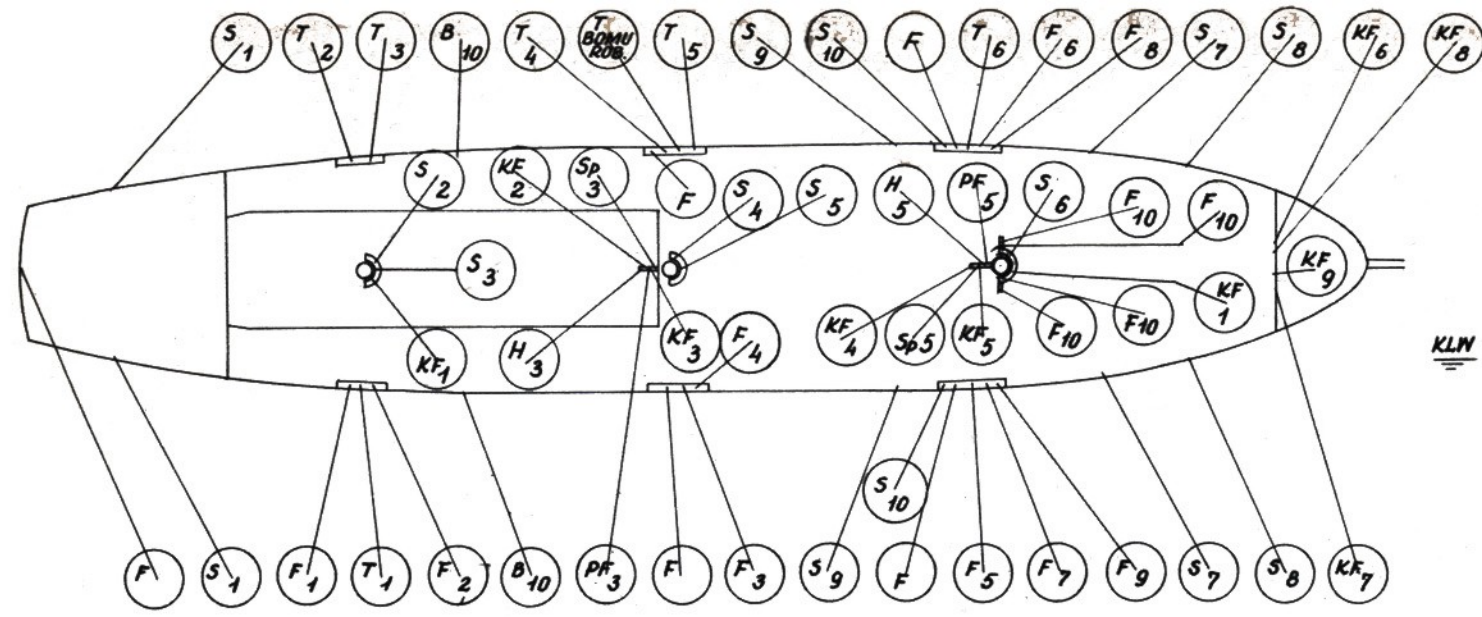 S 1
T 2
T 3
B 10
T 4
T BOMU ROB.
T 5
S 9
S 10
F
T 6
F 6
F 8
S 7
S 8
KF 6
KF 8
S 2
KF 2
Sp 3
F
S 4
S 5
H 5
PF 5
S 6
F 10
F 10
S 3
KF 9
KF 1
H 3
KF 3
F 4
KF 4
Sp 5
KF 5
F 10
F 10
KF 1
KLW
S 10
F
S 1
F 1
T 1
F 2
B 10
PF 3
F
F 3
S 9
F
F 5
F 7
F 9
S 7
S 8
KF 7